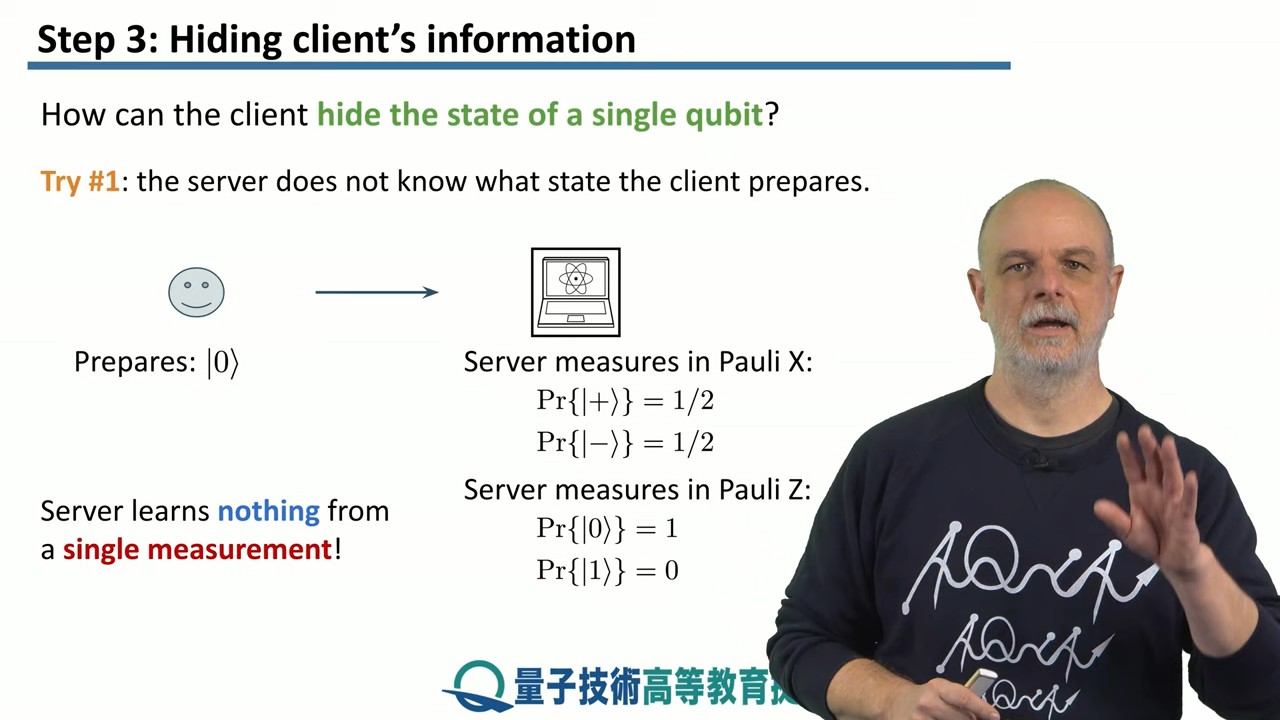 Step 3: Hiding client’s information
How can the client hide the state of a single qubit?
Try #1: the server does not know what state the client prepares.
Prepares: |0⟩
Server measures in Pauli X:
Pr{|+⟩} = 1/2
Pr{|−⟩} = 1/2
Server measures in Pauli Z:
Pr{|0⟩} = 1
Pr{|1⟩} = 0
Server learns nothing from
a single measurement!
量子技術高等教育